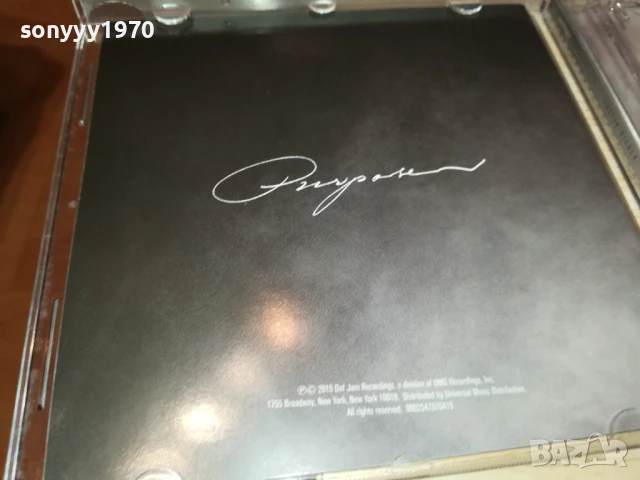 sonyyy1970
Purpose
℗© 2015 Def Jam Recordings, a division of UMG Recordings, Inc.
1755 Broadway, New York, New York 10019. Distributed by Universal Music Distribution.
All rights reserved.
BAZAR